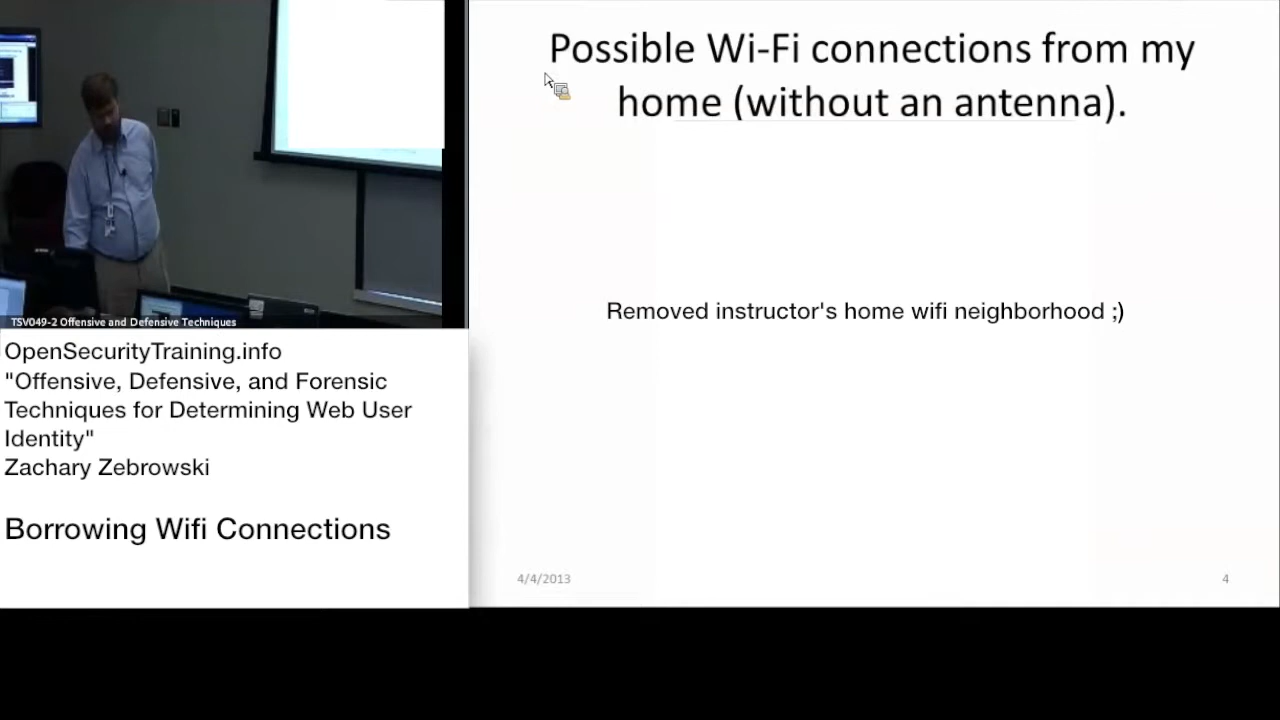 TSV049-2 Offensive and Defensive Techniques
OpenSecurityTraining.info
"Offensive, Defensive, and Forensic
Techniques for Determining Web User
Identity"
Zachary Zebrowski
Borrowing Wifi Connections
Possible Wi-Fi connections from my
home (without an antenna).
Removed instructor's home wifi neighborhood ;)
4/4/2013
4